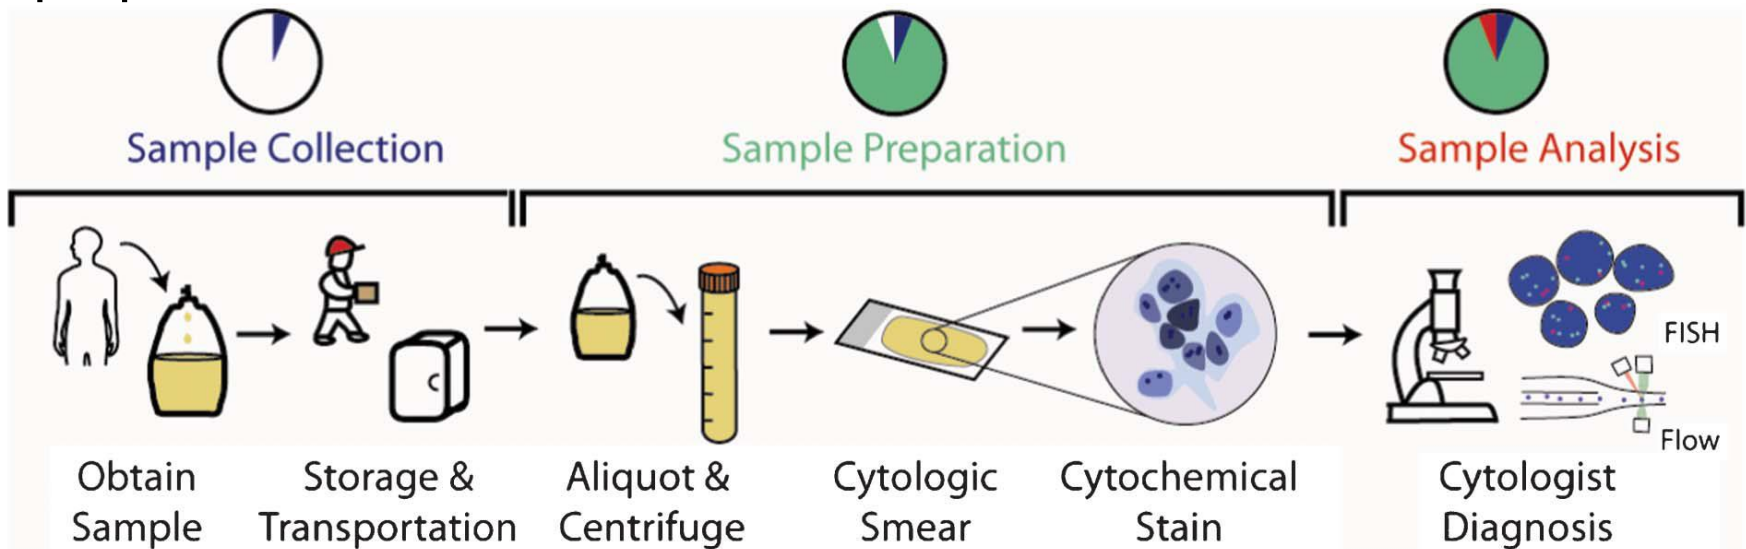 Sample Collection
Sample Preparation
Sample Analysis
FISH
Flow
Obtain
Sample
Storage &
Transportation
Aliquot &
Centrifuge
Cytologic
Smear
Cytochemical
Stain
Cytologist
Diagnosis